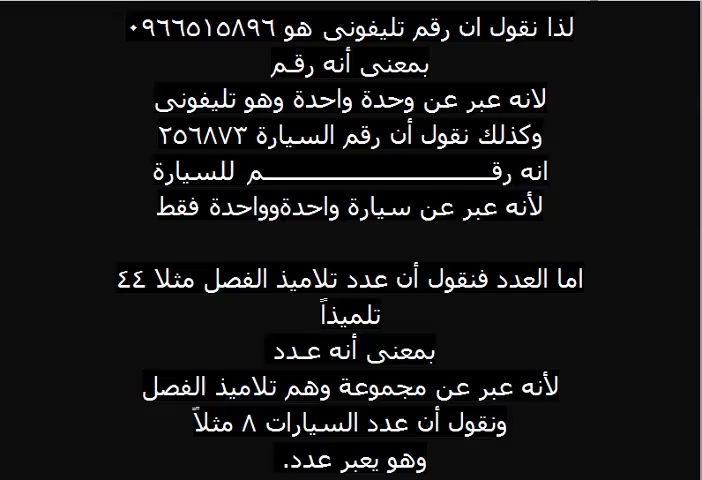 لذا نقول ان رقم تليفونى هو ٠٩٦٦٥١٥٨٩٦
بمعنى أنه رقـم
لانه عبر عن وحدة واحدة وهو تليفونى
وكذلك نقول أن رقم السيارة ٢٥٦٨٧٣
انه رقـــــــــــــــــــــــــــــم للسيارة
لأنه عبر عن سيارة واحدةوواحدة فقط
اما العدد فنقول أن عدد تلاميذ الفصل مثلا ٤٤
تلميذاً
بمعنى أنه عـدد
لأنه عبر عن مجموعة وهم تلاميذ الفصل
ونقول أن عدد السيارات ٨ مثلاً
وهو يعبر عدد.